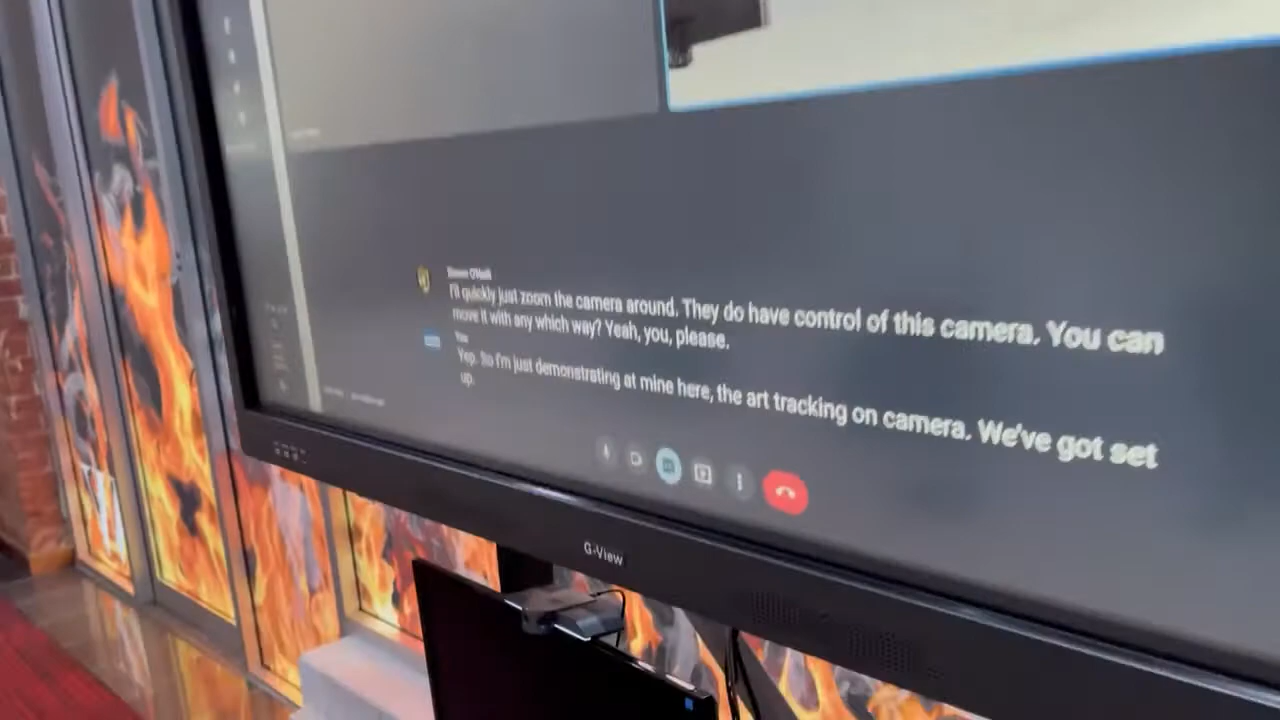 I'll quickly just zoom the camera around. They do have control of this camera. You can
move it with any which way? Yeah, you, please.
You
Yep. So I'm just demonstrating at mine here, the art tracking on camera. We've got set
up.
G-View